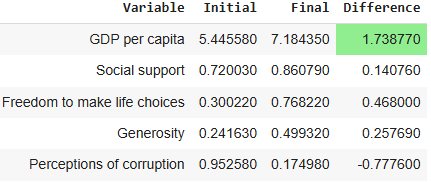 Variable Initial Final Difference
GDP per capita 5.445580 7.184350 1.738770
Social support 0.720030 0.860790 0.140760
Freedom to make life choices 0.300220 0.768220 0.468000
Generosity 0.241630 0.499320 0.257690
Perceptions of corruption 0.952580 0.174980 -0.777600